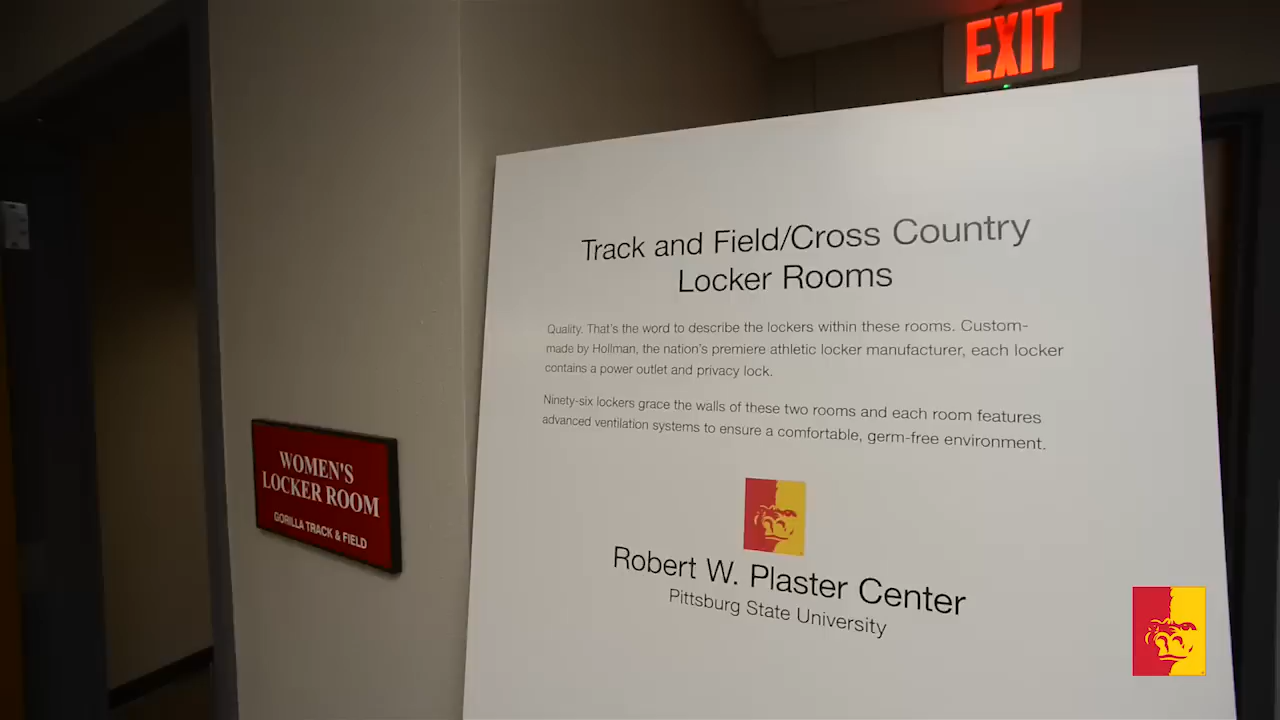 EXIT
Track and Field/Cross Country
Locker Rooms
Quality. That's the word to describe the lockers within these rooms. Custom-
made by Hollman, the nation's premiere athletic locker manufacturer, each locker
contains a power outlet and privacy lock.
Ninety-six lockers grace the walls of these two rooms and each room features
advanced ventilation systems to ensure a comfortable, germ-free environment.
Robert W. Plaster Center
Pittsburg State University
WOMEN'S
LOCKER ROOM
GORILLA TRACK & FIELD